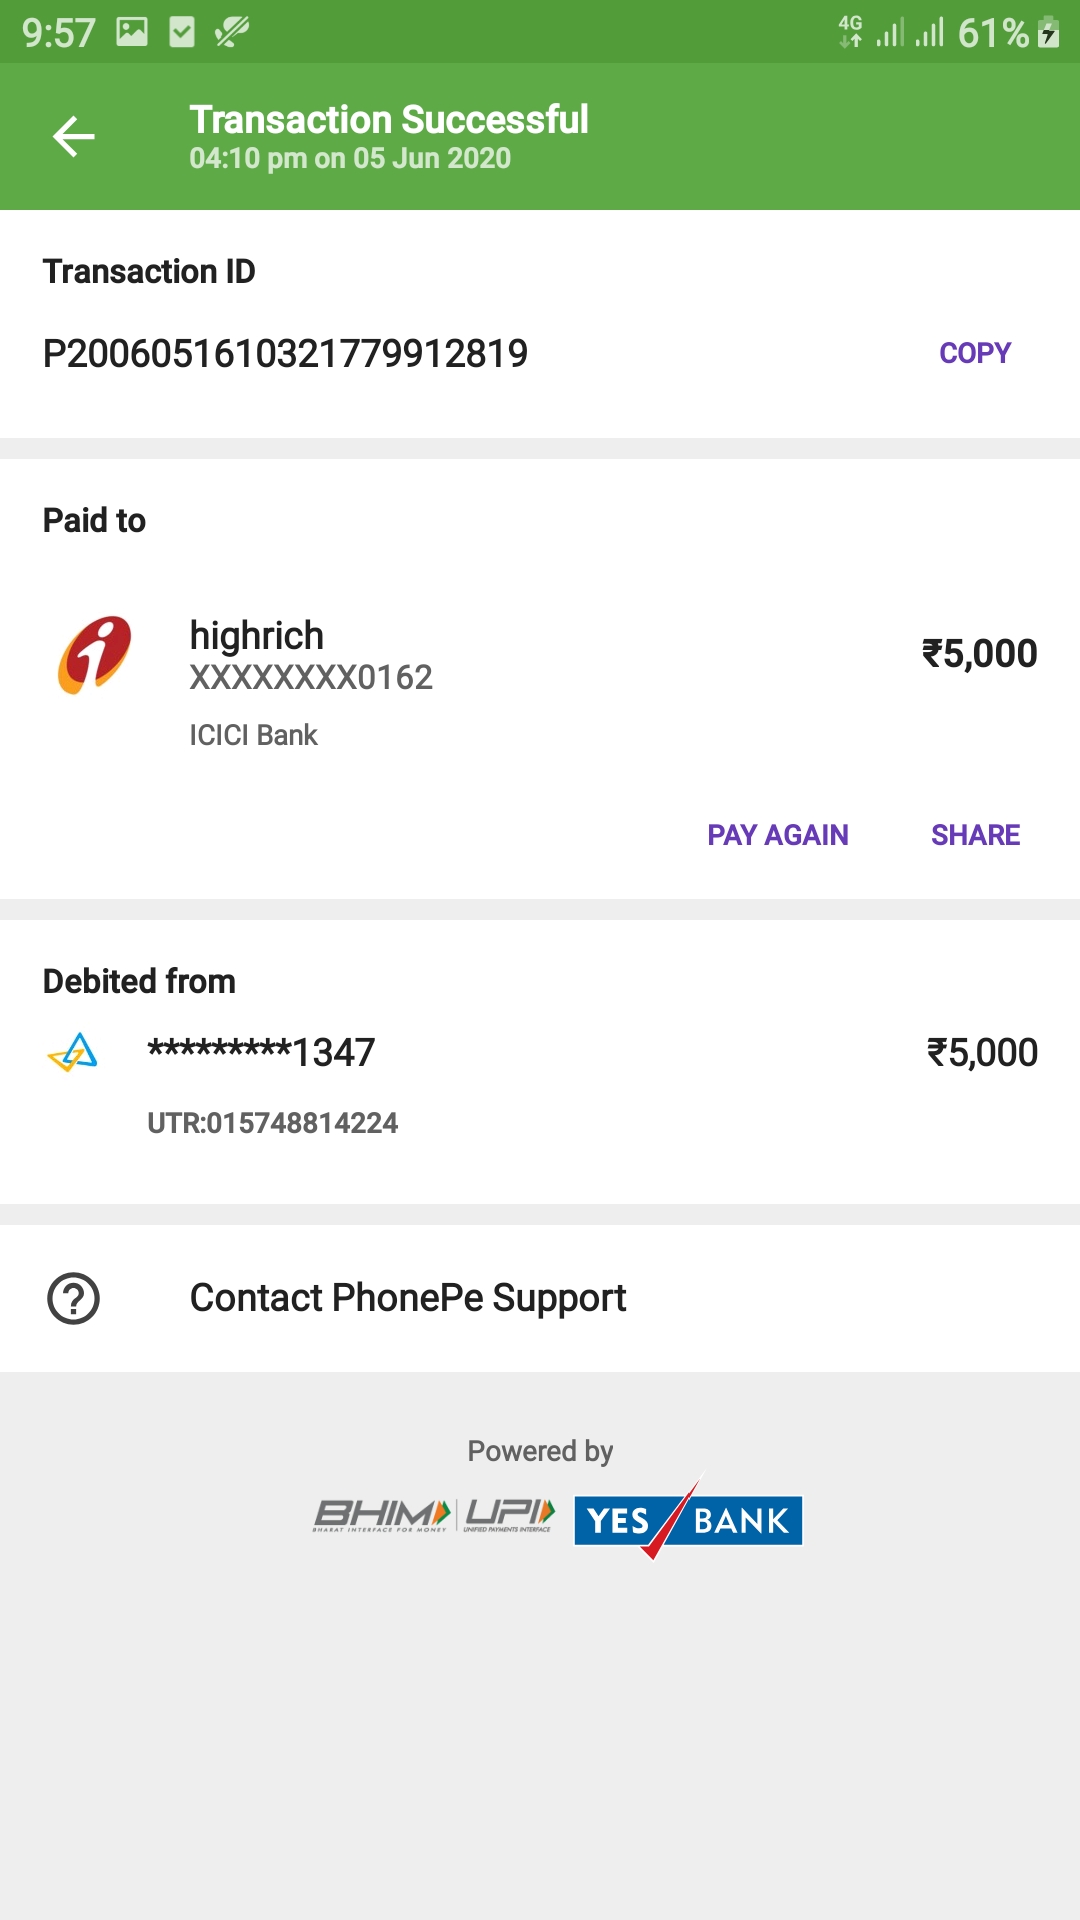 9:57 4G 61%
Transaction Successful
04:10 pm on 05 Jun 2020
Transaction ID
P2006051610321779912819 COPY
Paid to
highrich ₹5,000
XXXXXXXX0162
ICICI Bank
PAY AGAIN SHARE
Debited from
*********1347 ₹5,000
UTR:015748814224
Contact PhonePe Support
Powered by
BHIM UPI YES BANK
BHARAT INTERFACE FOR MONEY UNIFIED PAYMENTS INTERFACE